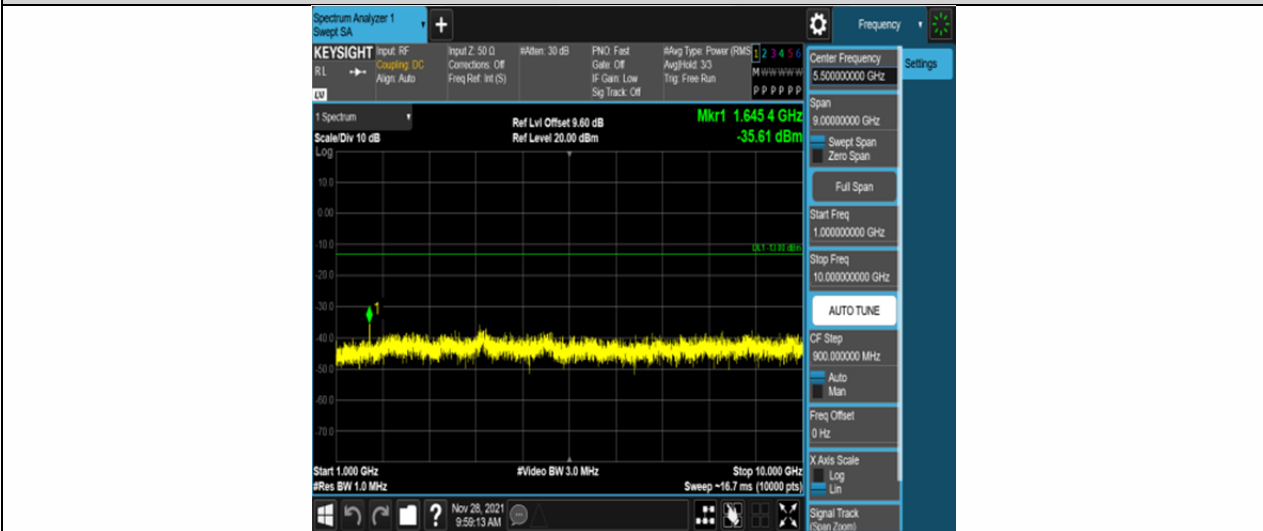 Spectrum Analyzer 1
Swept SA
Frequency
KEYSIGHT
RL
LV
Input: RF
Coupling: DC
Align: Auto
Input Z: 50 Ω
Corrections: Off
Freq Ref: Int (S)
#Atten: 30 dB
PNO: Fast
Gate: Off
IF Gain: Low
Sig Track: Off
#Avg Type: Power (RMS
Avg|Hold: 3/3
Trig: Free Run
1 2 3 4 5 6
M W W W W W
P P P P P P
1 Spectrum
Scale/Div 10 dB
Log
Ref Lvl Offset 9.60 dB
Ref Level 20.00 dBm
Mkr1 1.645 4 GHz
-35.61 dBm
10.0
0.00
-10.0
-20.0
-30.0
-40.0
-50.0
-60.0
-70.0
DL1 -13.00 dBm
1
Start 1.000 GHz
#Res BW 1.0 MHz
#Video BW 3.0 MHz
Stop 10.000 GHz
Sweep ~16.7 ms (10000 pts)
Nov 28, 2021
9:59:13 AM
Center Frequency
5.500000000 GHz
Settings
Span
9.00000000 GHz
Swept Span
Zero Span
Full Span
Start Freq
1.000000000 GHz
Stop Freq
10.000000000 GHz
AUTO TUNE
CF Step
900.000000 MHz
Auto
Man
Freq Offset
0 Hz
X Axis Scale
Log
Lin
Signal Track
(Span Zoom)